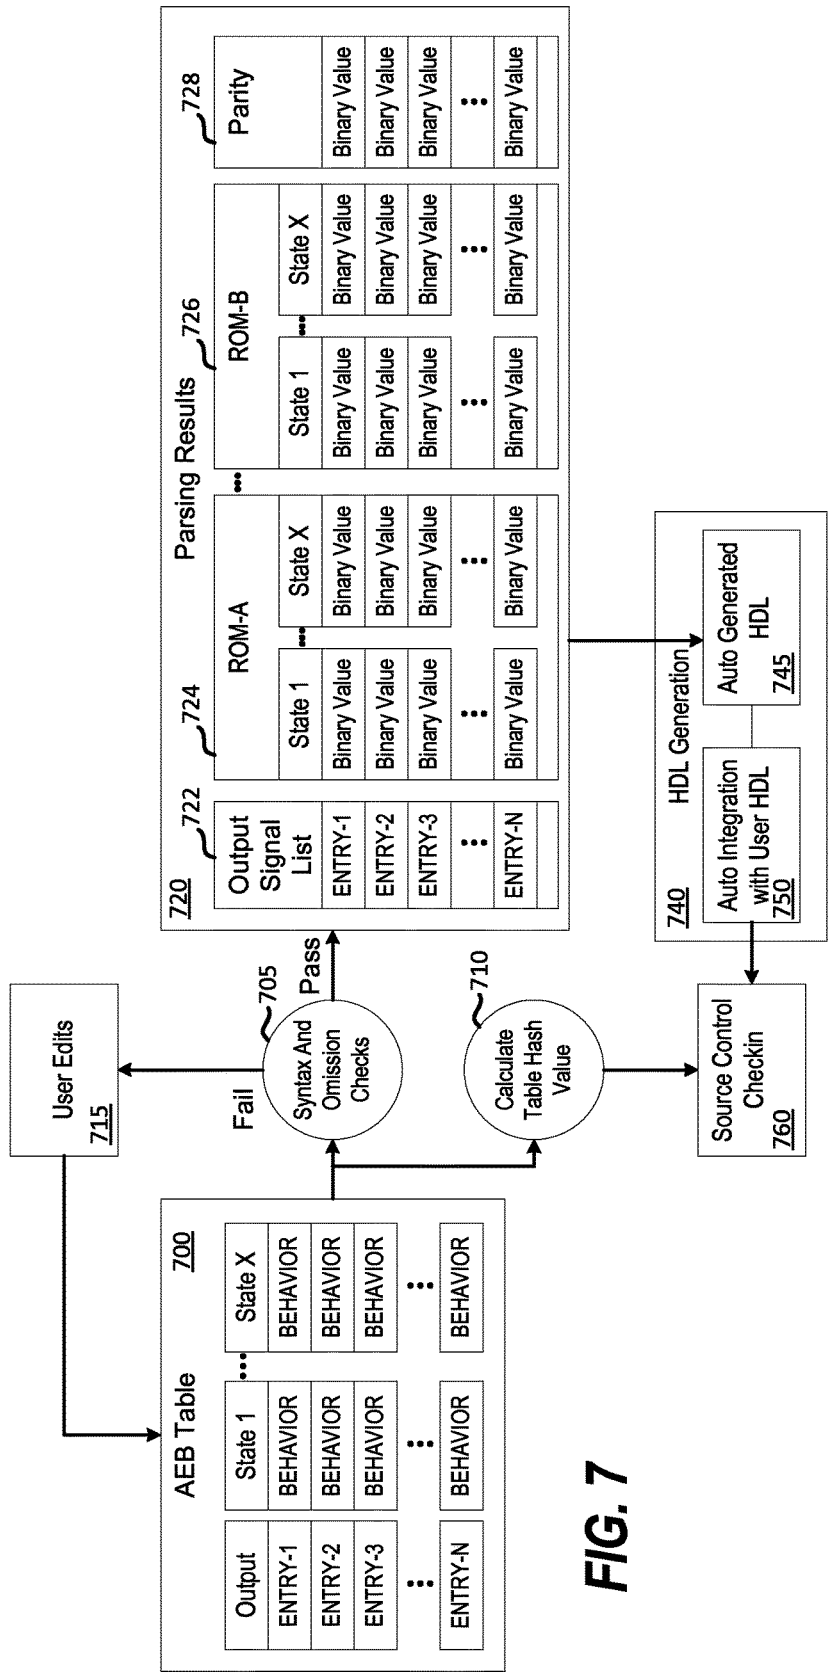 User Edits
715
AEB Table
700
Output
State 1
•••
State X
ENTRY-1
BEHAVIOR
BEHAVIOR
ENTRY-2
BEHAVIOR
BEHAVIOR
ENTRY-3
BEHAVIOR
BEHAVIOR
•••
•••
•••
ENTRY-N
BEHAVIOR
BEHAVIOR
Fail
705
Syntax And
Omission
Checks
Pass
710
Calculate
Table Hash
Value
Source Control
Checkin
760
720
Parsing Results
722
Output
Signal
List
ENTRY-1
ENTRY-2
ENTRY-3
•••
ENTRY-N
724
ROM-A
State 1
•••
State X
Binary Value
Binary Value
Binary Value
Binary Value
Binary Value
Binary Value
•••
•••
Binary Value
Binary Value
•••
726
ROM-B
State 1
•••
State X
Binary Value
Binary Value
Binary Value
Binary Value
Binary Value
Binary Value
•••
•••
Binary Value
Binary Value
728
Parity
Binary Value
Binary Value
Binary Value
•••
Binary Value
740
HDL Generation
Auto Integration
with User HDL
750
Auto Generated
HDL
745
FIG. 7